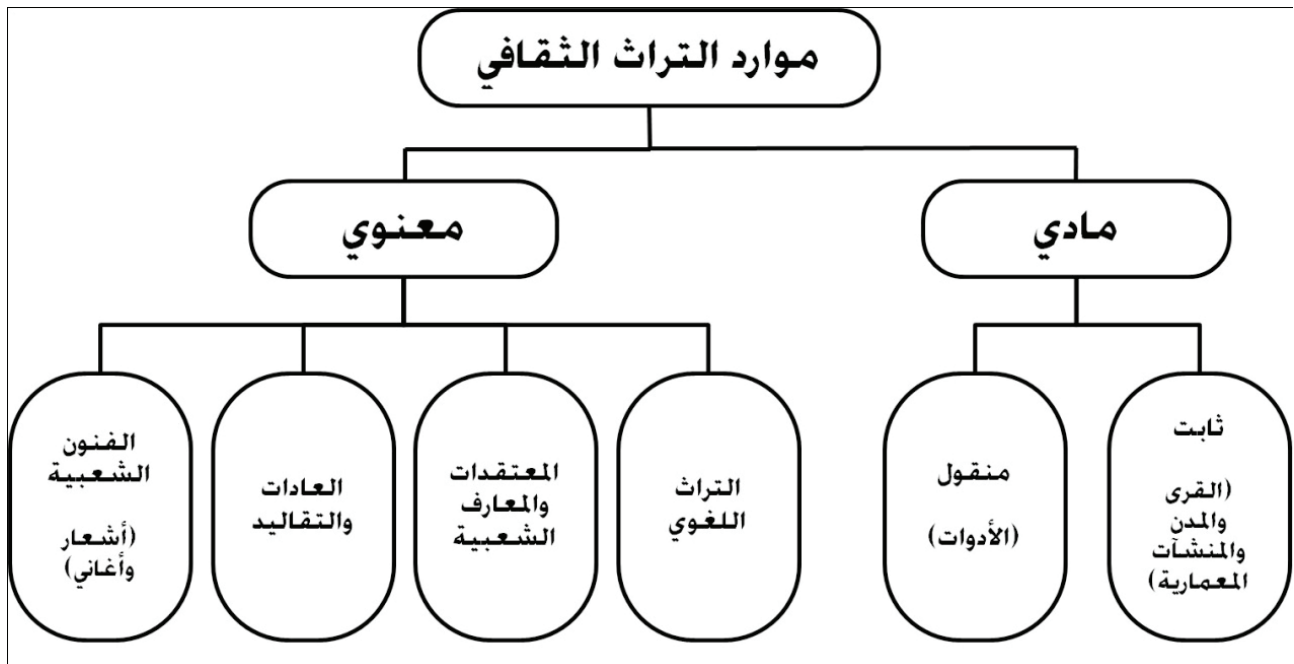 موارد التراث الثقافي
مادي
معنوي
ثابت
(القرى
والمدن
والمنشآت
المعمارية)
منقول
(الأدوات)
التراث
اللغوي
المعتقدات
والمعارف
الشعبية
العادات
والتقاليد
الفنون
الشعبية
(أشعار
وأغاني)